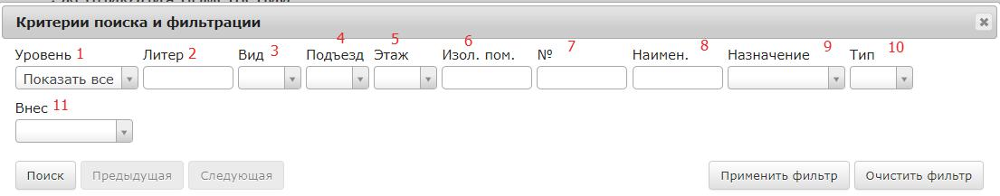 Критерии поиска и фильтрации
Уровень 1 Литер 2 Вид 3 Подъезд 4 Этаж 5 Изол. пом. 6 № 7 Наимен. 8 Назначение 9 Тип 10
Показать все
Внес 11
Поиск Предыдущая Следующая Применить фильтр Очистить фильтр